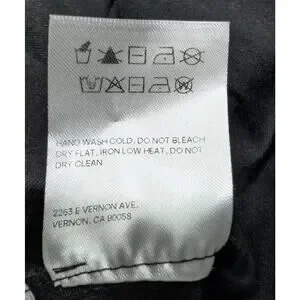 HAND WASH COLD, DO NOT BLEACH
DRY FLAT, IRON LOW HEAT, DO NOT
DRY CLEAN
2263 E VERNON AVE.
VERNON, CA 90058